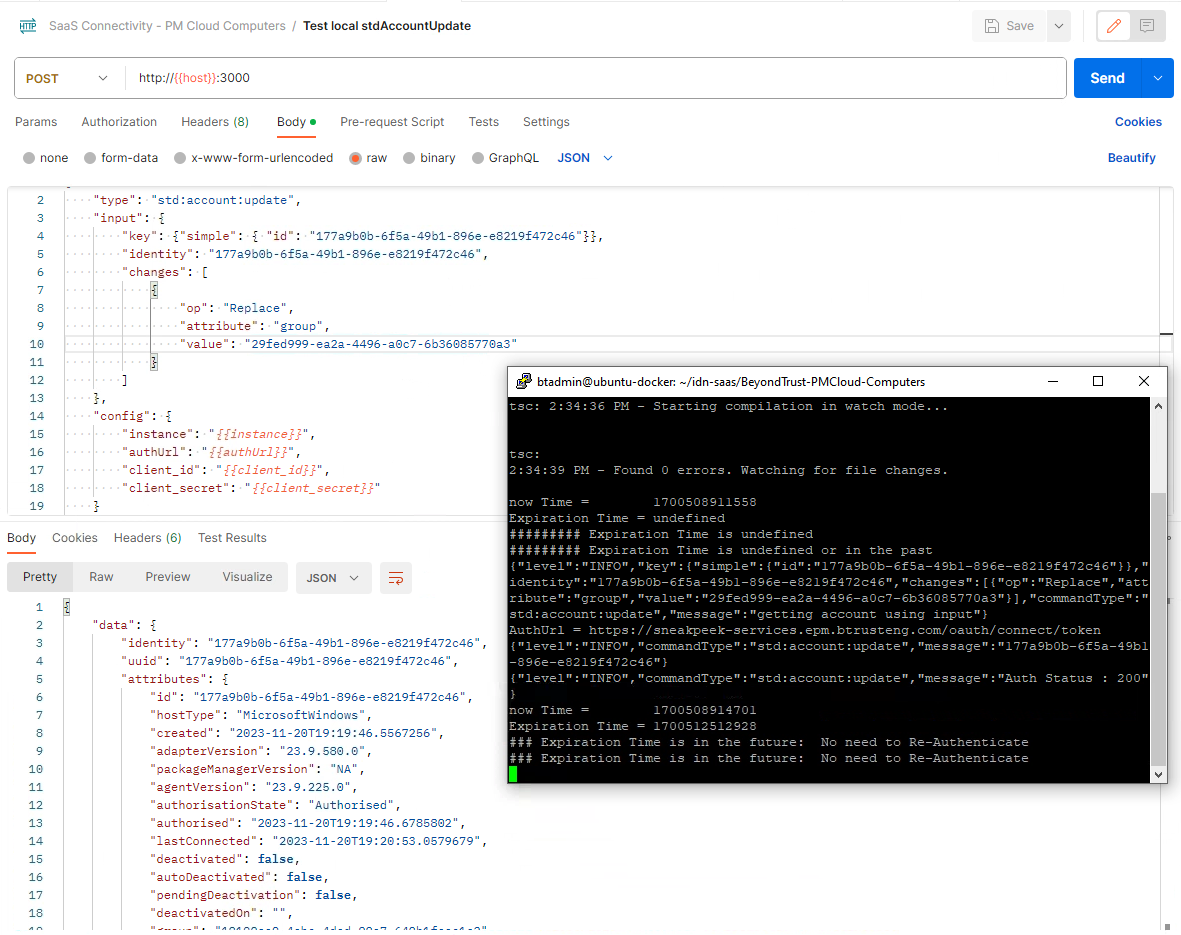 HTTP SaaS Connectivity - PM Cloud Computers / Test local stdAccountUpdate
Save
POST http://{{host}}:3000
Send
Params Authorization Headers (8) Body Pre-request Script Tests Settings Cookies
none form-data x-www-form-urlencoded raw binary GraphQL JSON Beautify
2 "type": "std:account:update",
3 "input": {
4 "key": {"simple": { "id": "177a9b0b-6f5a-49b1-896e-e8219f472c46"}},
5 "identity": "177a9b0b-6f5a-49b1-896e-e8219f472c46",
6 "changes": [
7 {
8 "op": "Replace",
9 "attribute": "group",
10 "value": "29fed999-ea2a-4496-a0c7-6b36085770a3"
11 }
12 ]
13 },
14 "config": {
15 "instance": "{{instance}}",
16 "authUrl": "{{authUrl}}",
17 "client_id": "{{client_id}}",
18 "client_secret": "{{client_secret}}"
19 }
Body Cookies Headers (6) Test Results
Pretty Raw Preview Visualize JSON
1 {
2 "data": {
3 "identity": "177a9b0b-6f5a-49b1-896e-e8219f472c46",
4 "uuid": "177a9b0b-6f5a-49b1-896e-e8219f472c46",
5 "attributes": {
6 "id": "177a9b0b-6f5a-49b1-896e-e8219f472c46",
7 "hostType": "MicrosoftWindows",
8 "created": "2023-11-20T19:19:46.5567256",
9 "adapterVersion": "23.9.580.0",
10 "packageManagerVersion": "NA",
11 "agentVersion": "23.9.225.0",
12 "authorisationState": "Authorised",
13 "authorised": "2023-11-20T19:19:46.6785802",
14 "lastConnected": "2023-11-20T19:20:53.0579679",
15 "deactivated": false,
16 "autoDeactivated": false,
17 "pendingDeactivation": false,
18 "deactivatedOn": "",
btadmin@ubuntu-docker: ~/idn-saas/BeyondTrust-PMCloud-Computers
tsc: 2:34:36 PM - Starting compilation in watch mode...
tsc:
2:34:39 PM - Found 0 errors. Watching for file changes.
now Time = 1700508911558
Expiration Time = undefined
######### Expiration Time is undefined
######### Expiration Time is undefined or in the past
{"level":"INFO","key":{"simple":{"id":"177a9b0b-6f5a-49b1-896e-e8219f472c46"}},"
identity":"177a9b0b-6f5a-49b1-896e-e8219f472c46","changes":[{"op":"Replace","att
ribute":"group","value":"29fed999-ea2a-4496-a0c7-6b36085770a3"}],"commandType":"
std:account:update","message":"getting account using input"}
AuthUrl = https://sneakpeek-services.epm.btrusteng.com/oauth/connect/token
{"level":"INFO","commandType":"std:account:update","message":"177a9b0b-6f5a-49b1
-896e-e8219f472c46"}
{"level":"INFO","commandType":"std:account:update","message":"Auth Status : 200"
}
now Time = 1700508914701
Expiration Time = 1700512512928
### Expiration Time is in the future: No need to Re-Authenticate
### Expiration Time is in the future: No need to Re-Authenticate